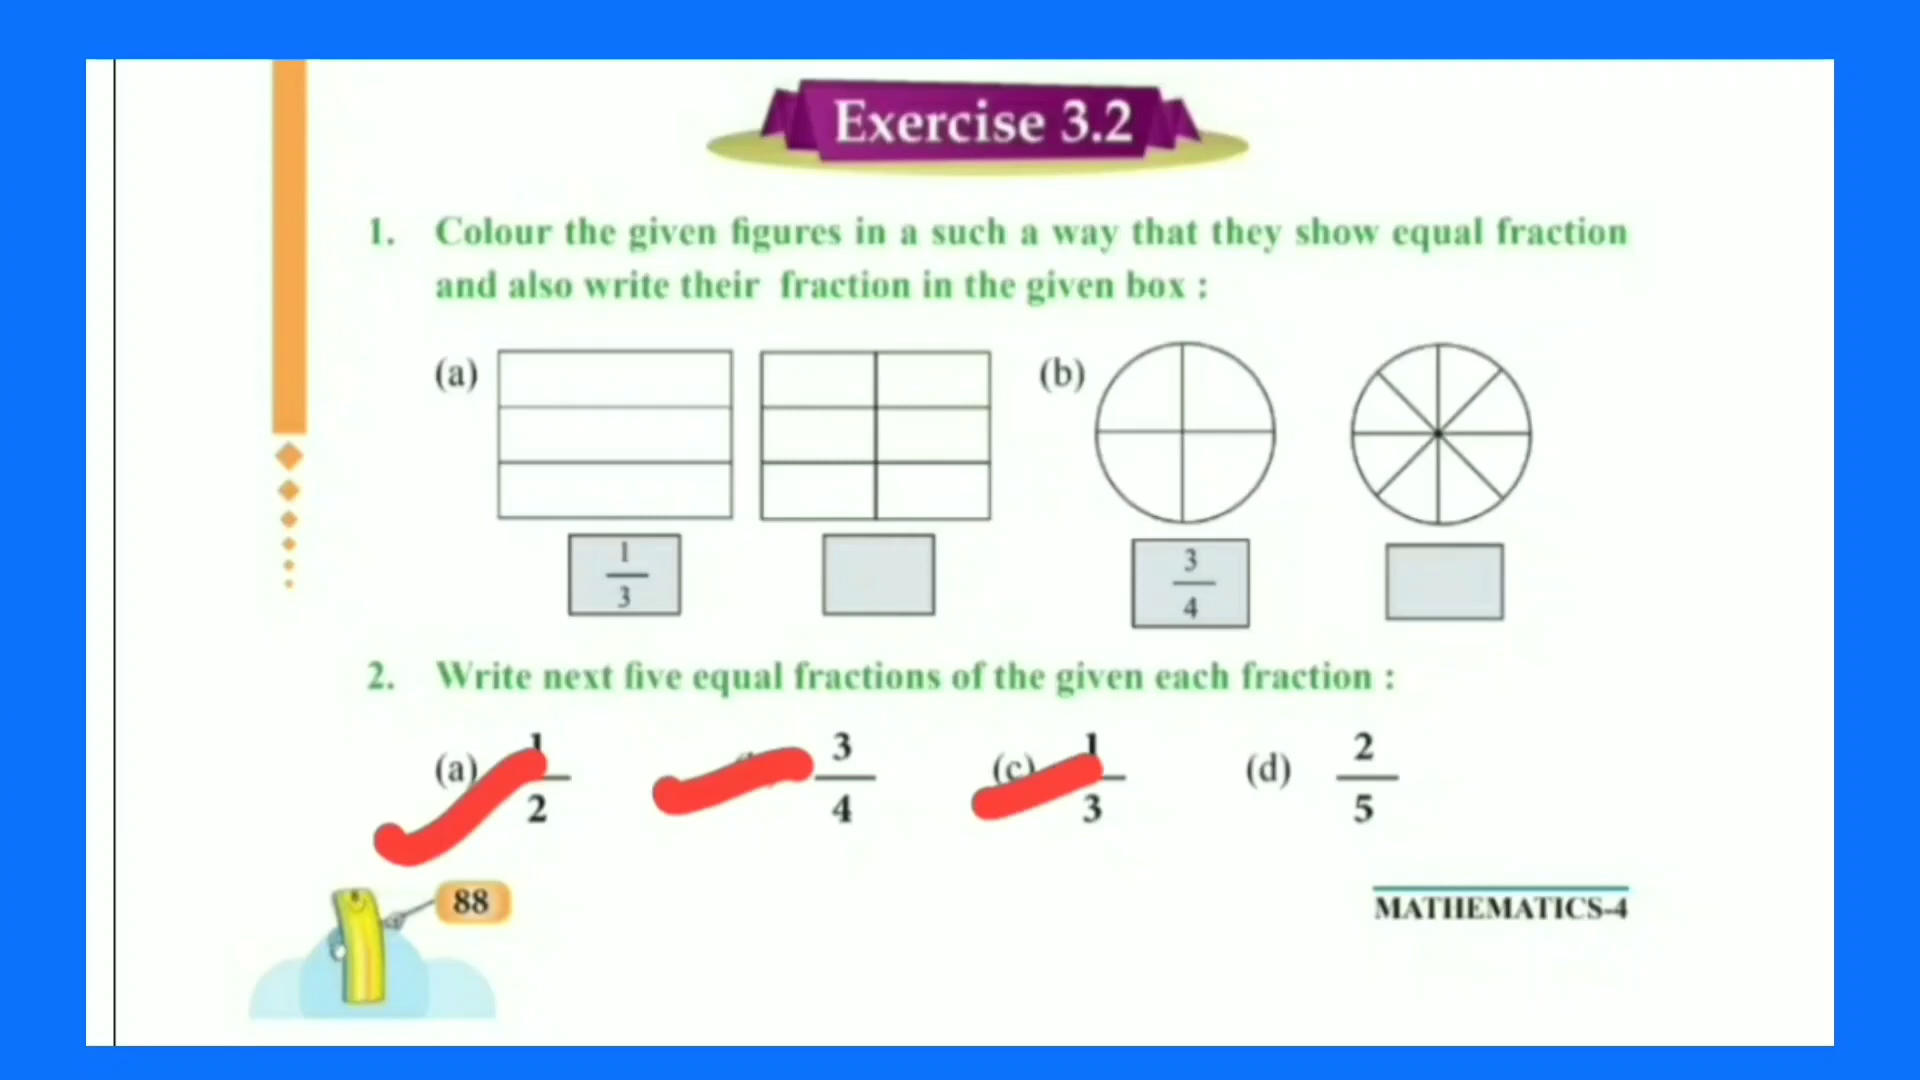 Exercise 3.2
1. Colour the given figures in a such a way that they show equal fraction
and also write their fraction in the given box :
(a) (b)
1/3 3/4
2. Write next five equal fractions of the given each fraction :
(a) 1/2 3/4 (c) 1/3 (d) 2/5
88
MATHEMATICS-4